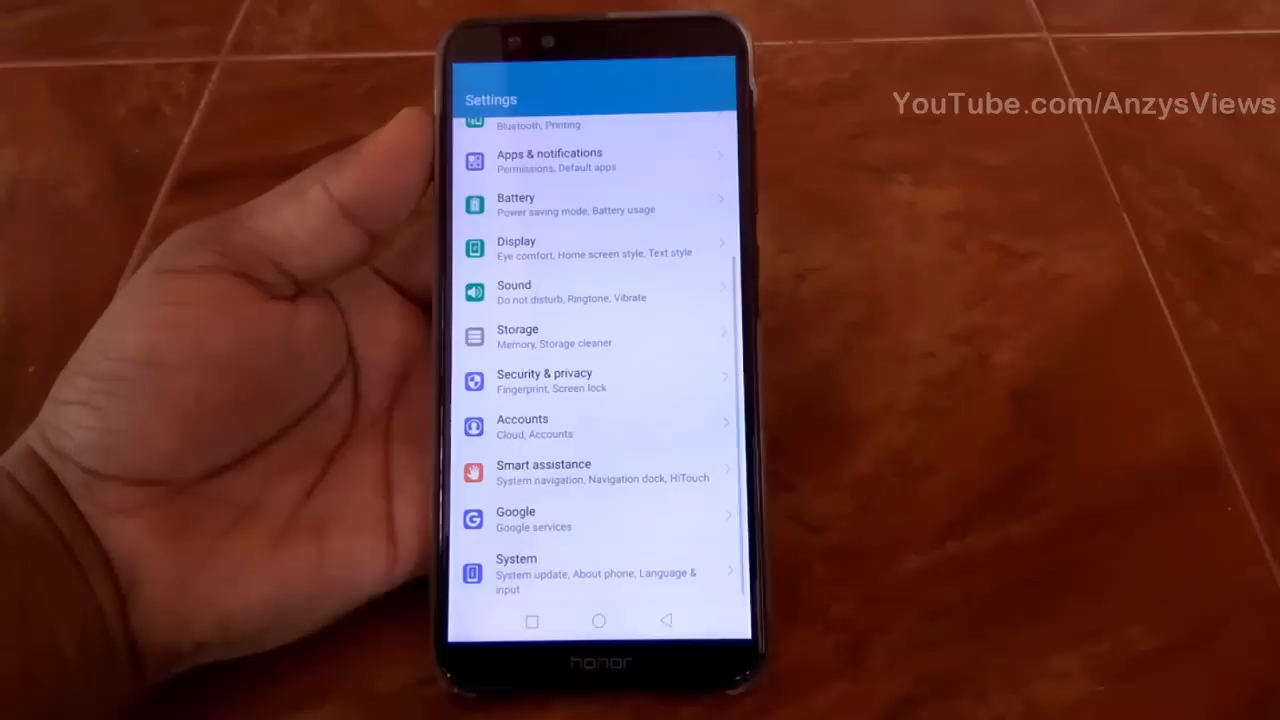 YouTube.com/AnzysViews
Settings
Bluetooth, Printing
Apps & notifications
Permissions, Default apps
Battery
Power saving mode, Battery usage
Display
Eye comfort, Home screen style, Text style
Sound
Do not disturb, Ringtone, Vibrate
Storage
Memory, Storage cleaner
Security & privacy
Fingerprint, Screen lock
Accounts
Cloud, Accounts
Smart assistance
System navigation, Navigation dock, HiTouch
Google
Google services
System
System update, About phone, Language &
input
honor